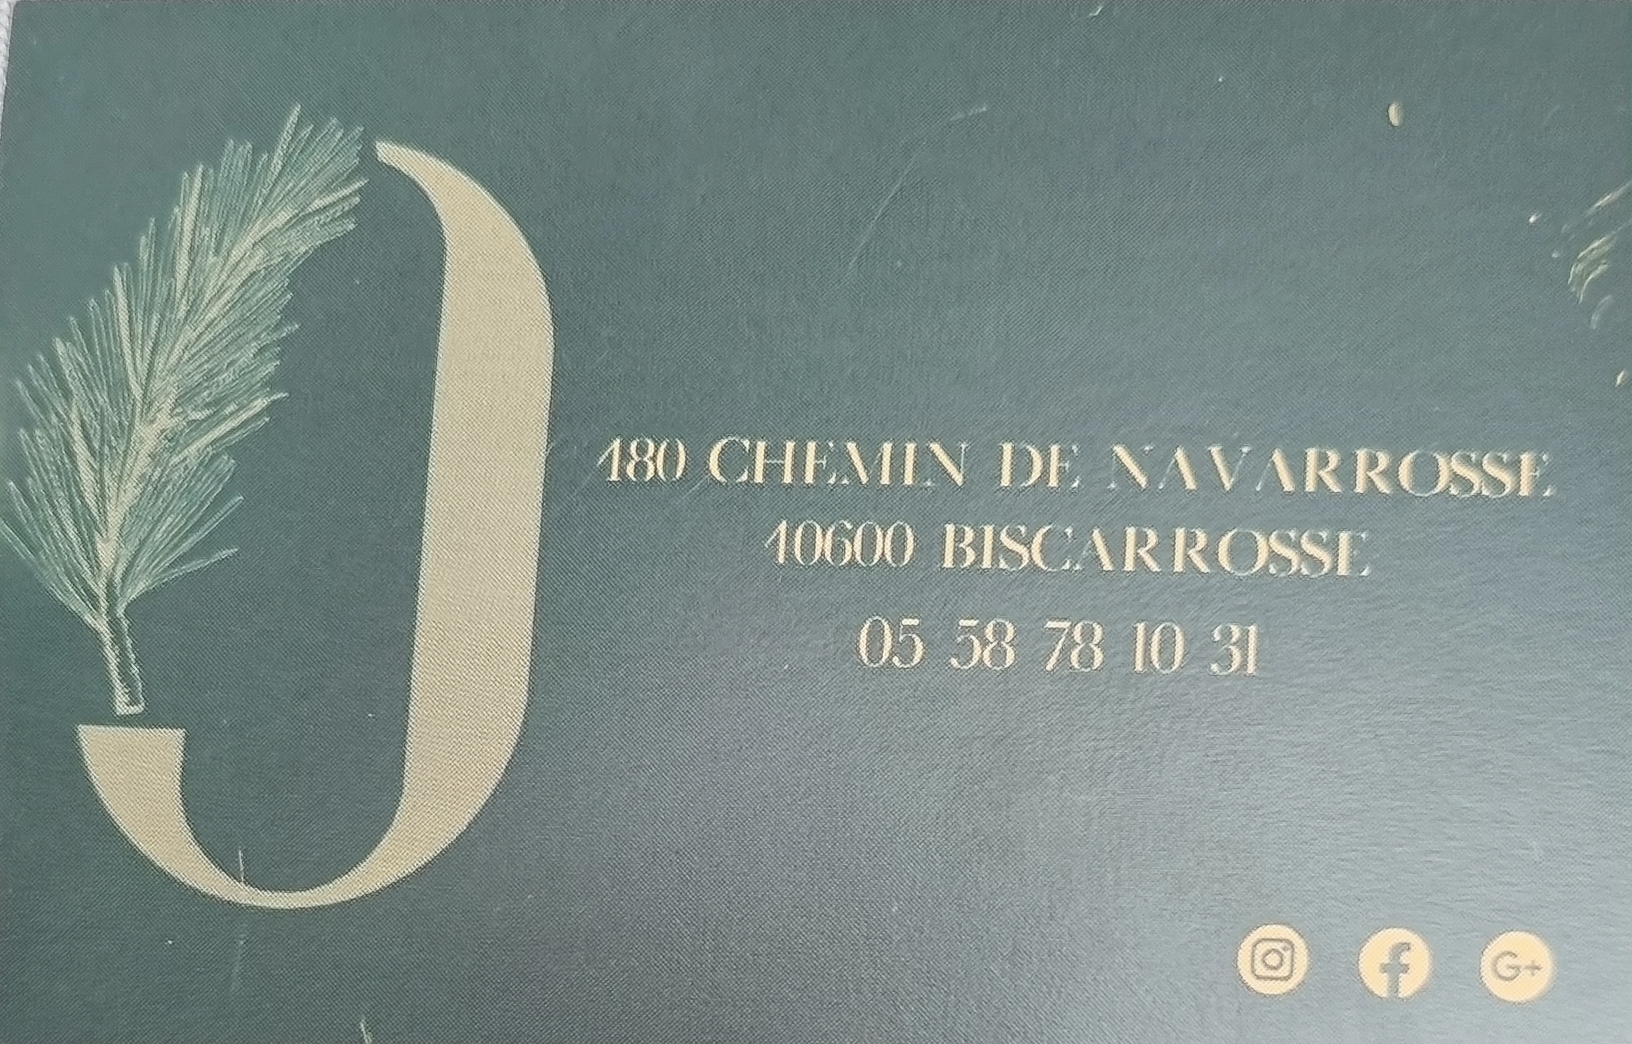 480 CHEMIN DE NAVARROSSE
40600 BISCARROSSE
05 58 78 10 31
G+